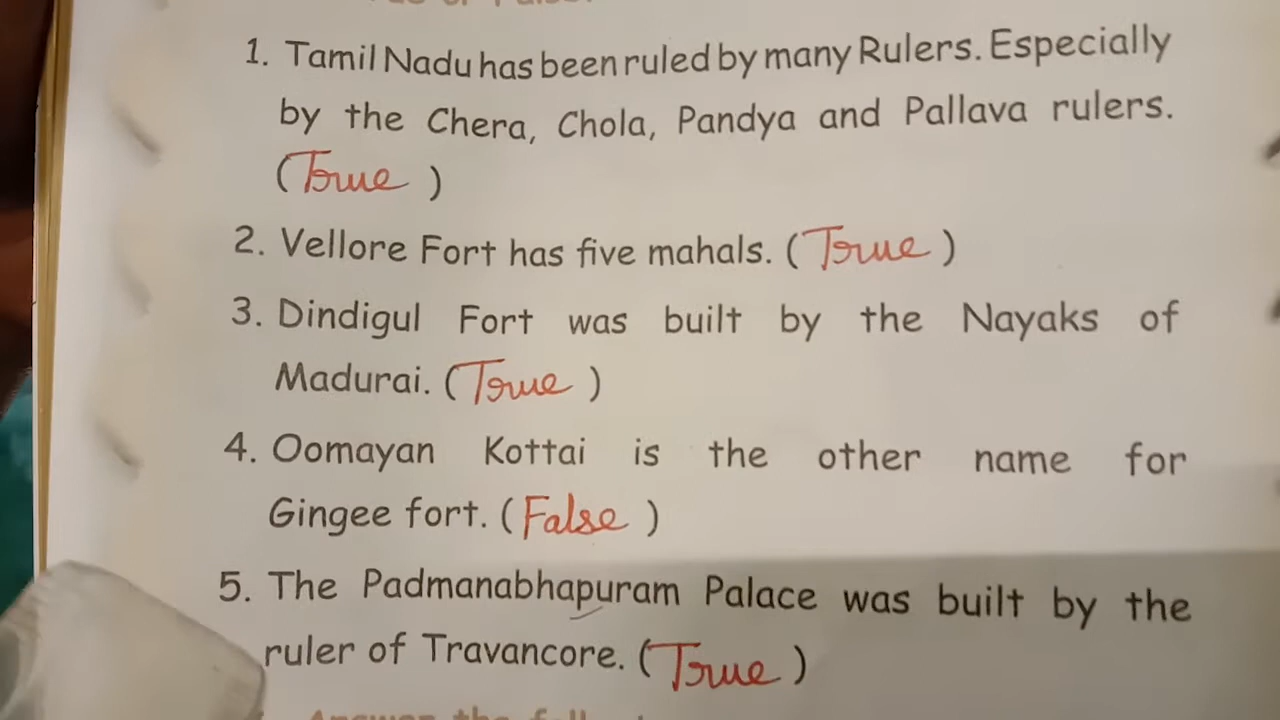 1. Tamil Nadu has been ruled by many Rulers. Especially
by the Chera, Chola, Pandya and Pallava rulers.
(True)
2. Vellore Fort has five mahals. (True)
3. Dindigul Fort was built by the Nayaks of
Madurai. (True)
4. Oomayan Kottai is the other name for
Gingee fort. (False)
5. The Padmanabhapuram Palace was built by the
ruler of Travancore. (True)
Answer the